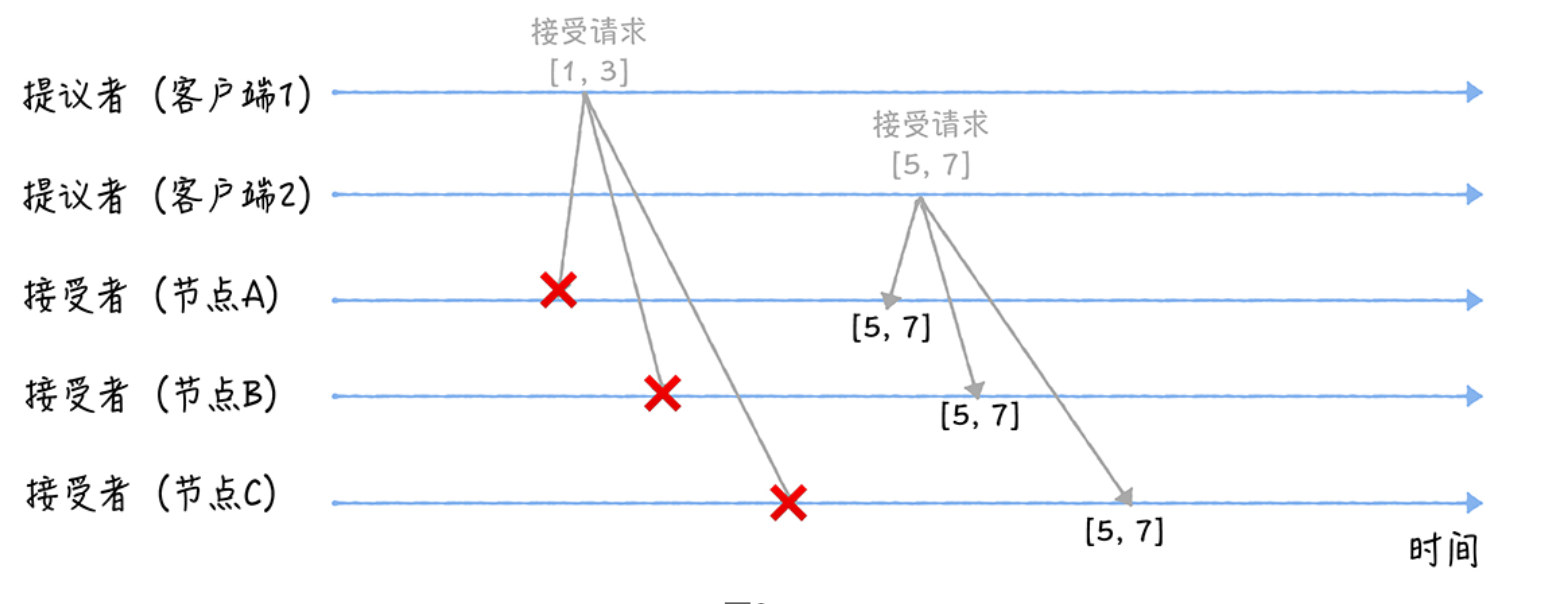 接受请求
[1, 3]
提议者（客户端1）
接受请求
[5, 7]
提议者（客户端2）
接受者（节点A）
[5, 7]
接受者（节点B）
[5, 7]
接受者（节点C）
[5, 7]
时间